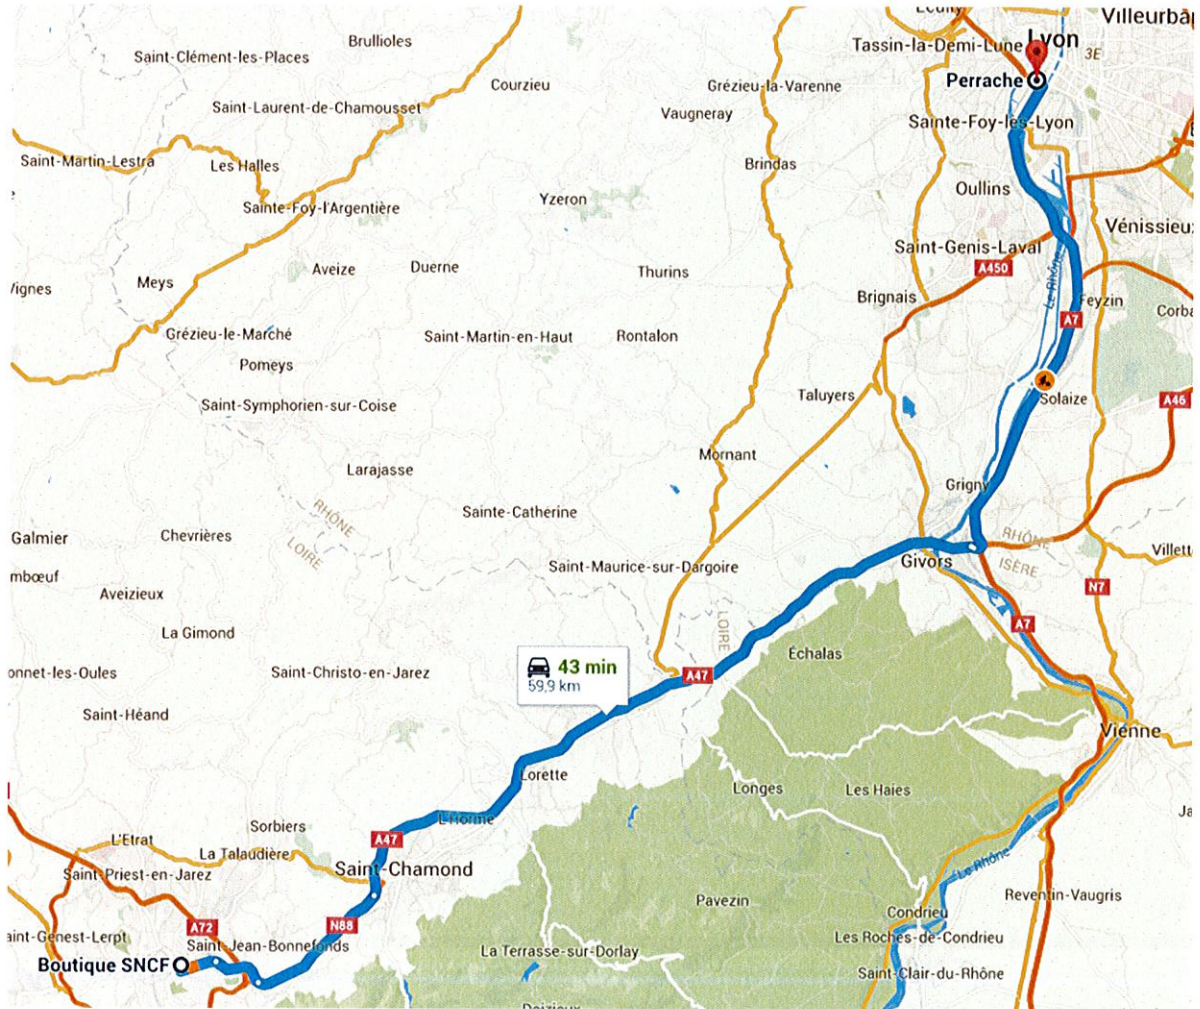 Ecully
Villeurba
Brullioles
Tassin-la-Demi-Lune
Lyon
3E
Saint-Clément-les-Places
Courzieu
Grézieu-la-Varenne
Perrache
Saint-Laurent-de-Chamousset
Vaugneray
Sainte-Foy-lès-Lyon
Saint-Martin-Lestra
Les Halles
Brindas
Oullins
Yzeron
Sainte-Foy-l'Argentière
Vénissieu
Saint-Genis-Laval
A450
Le Rhône
Aveize
Duerne
Thurins
Meys
Vignes
Brignais
Feyzin
Corba
A7
Grézieu-le-Marché
Saint-Martin-en-Haut
Rontalon
Pomeys
Solaize
A46
Taluyers
Saint-Symphorien-sur-Coise
Mornant
Larajasse
Grigny
Sainte-Catherine
RHÔNE
LOIRE
RHÔNE
ISÈRE
Galmier
Chevrières
Villett
Givors
Saint-Maurice-sur-Dargoire
mbœuf
Aveizieux
N7
A7
La Gimond
LOIRE
Échalas
43 min
59,9 km
A47
onnet-les-Oules
Saint-Christo-en-Jarez
Saint-Héand
Vienne
Lorette
Longes
Les Haies
Ja
L'Horme
Sorbiers
L'Etrat
A47
La Talaudière
Saint-Chamond
Saint-Priest-en-Jarez
Le Rhône
Reventin-Vaugris
Pavezin
Condrieu
A72
N88
aint-Genest-Lerpt
Saint-Jean-Bonnefonds
La Terrasse-sur-Dorlay
Les Roches-de-Condrieu
Boutique SNCF
Saint-Clair-du-Rhône
Doizieux